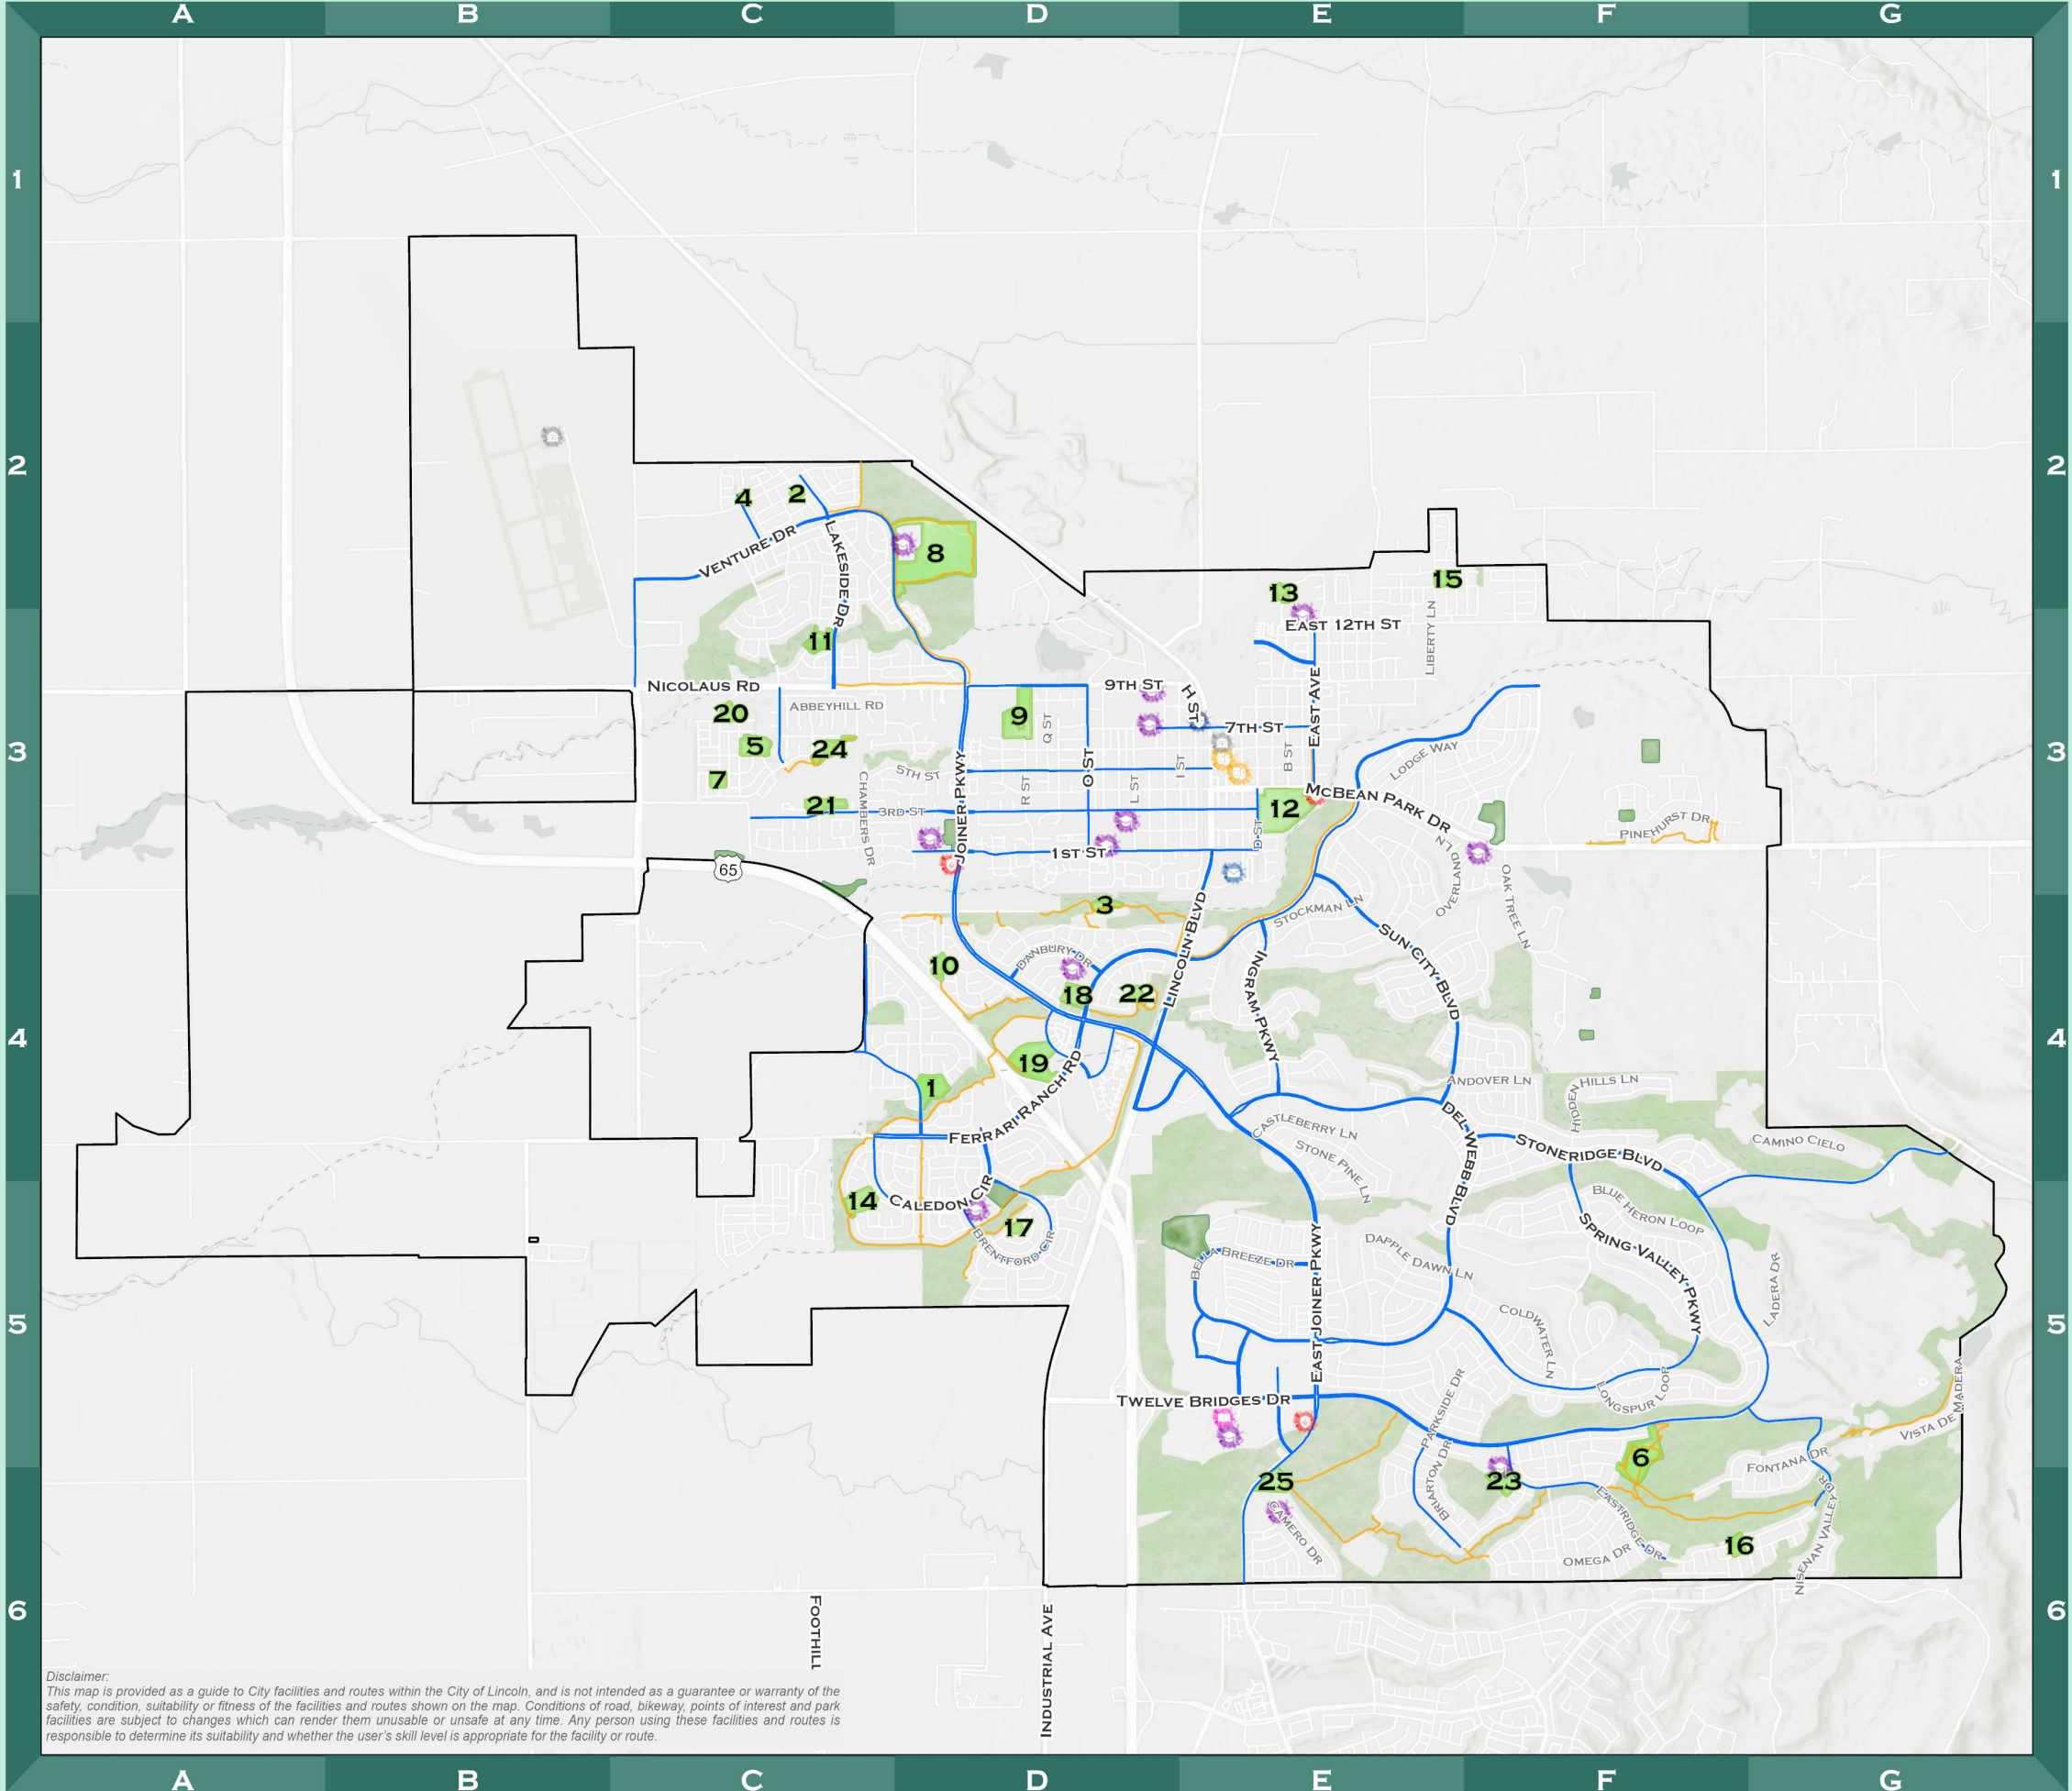 A B C D E F G
1 1
2 2
4 2
VENTURE DR
LAKESIDE DR
8
13 15
EAST 12TH ST
LIBERTY LN
11
NICOLAUS RD
9TH ST
H ST
EAST AVE
20
ABBEYHILL RD
9
Q ST
7TH ST
B ST
3 3
5 24
LODGE WAY
5TH ST
JOINER PKWY
O ST
I ST
7
CHAMBERS DR
R ST
L ST
MCBEAN PARK DR
21
3RD ST
12
D ST
PINEHURST DR
1ST ST
65
OVERLAND LN
OAK TREE LN
3
STOCKMAN LN
LINCOLN BLVD
SUN CITY BLVD
10
DANBURY DR
INGRAM PKWY
18 22
4 4
19
1
FERRARI RANCH RD
ANDOVER LN
HIDDEN HILLS LN
DEL WEBB BLVD
CASTLEBERRY LN
STONE PINE LN
STONERIDGE BLVD
CAMINO CIELO
14
CALEDON CIR
17
BRENTFORD CIR
BLUE HERON LOOP
SPRING VALLEY PKWY
BELLA BREEZE DR
EAST JOINER PKWY
DAPPLE DAWN LN
LADERA DR
5 5
COLDWATER LN
LONGSPUR LOOP
TWELVE BRIDGES DR
PARKSIDE DR
VISTA DE MADERA
BRIARTON DR
6
FONTANA DR
25
23
CAMERO DR
EASTRIDGE DR
NISENAN VALLEY DR
16
OMEGA DR
6 6
FOOTHILL
INDUSTRIAL AVE
Disclaimer:
This map is provided as a guide to City facilities and routes within the City of Lincoln, and is not intended as a guarantee or warranty of the
safety, condition, suitability or fitness of the facilities and routes shown on the map. Conditions of road, bikeway, points of interest and park
facilities are subject to changes which can render them unusable or unsafe at any time. Any person using these facilities and routes is
responsible to determine its suitability and whether the user's skill level is appropriate for the facility or route.
A B C D E F G